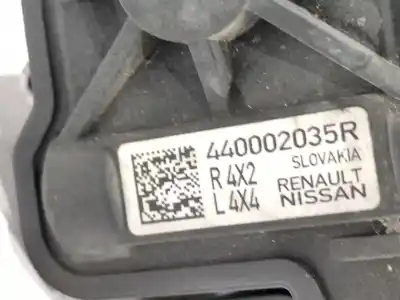 440002035R
SLOVAKIA
R 4X2 RENAULT
L 4X4 NISSAN